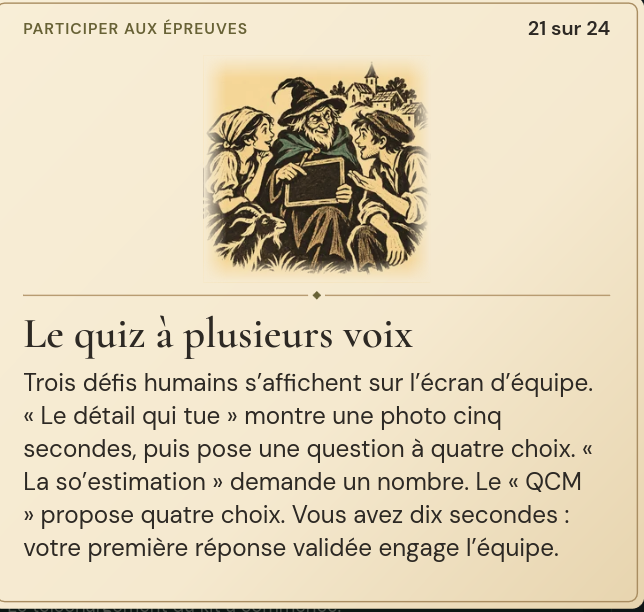 PARTICIPER AUX ÉPREUVES
21 sur 24
Le quiz à plusieurs voix
Trois défis humains s’affichent sur l’écran d’équipe.
« Le détail qui tue » montre une photo cinq
secondes, puis pose une question à quatre choix. «
La so’estimation » demande un nombre. Le « QCM
» propose quatre choix. Vous avez dix secondes :
votre première réponse validée engage l’équipe.